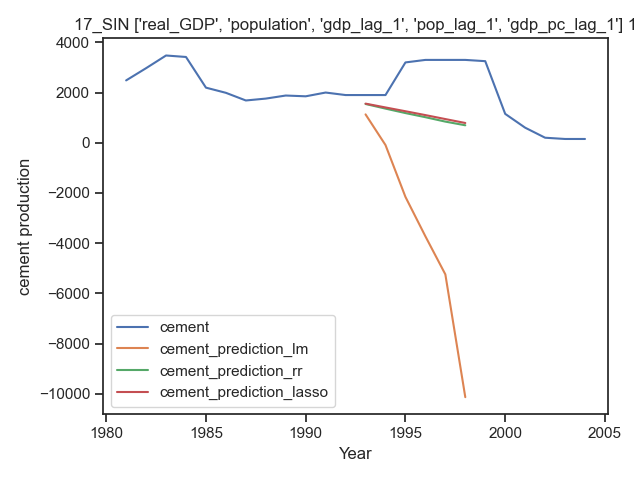 17_SIN ['real_GDP', 'population', 'gdp_lag_1', 'pop_lag_1', 'gdp_pc_lag_1'] 1
4000
2000
0
−2000
−4000
−6000
−8000
−10000
cement production
cement
cement_prediction_lm
cement_prediction_rr
cement_prediction_lasso
1980
1985
1990
1995
2000
2005
Year